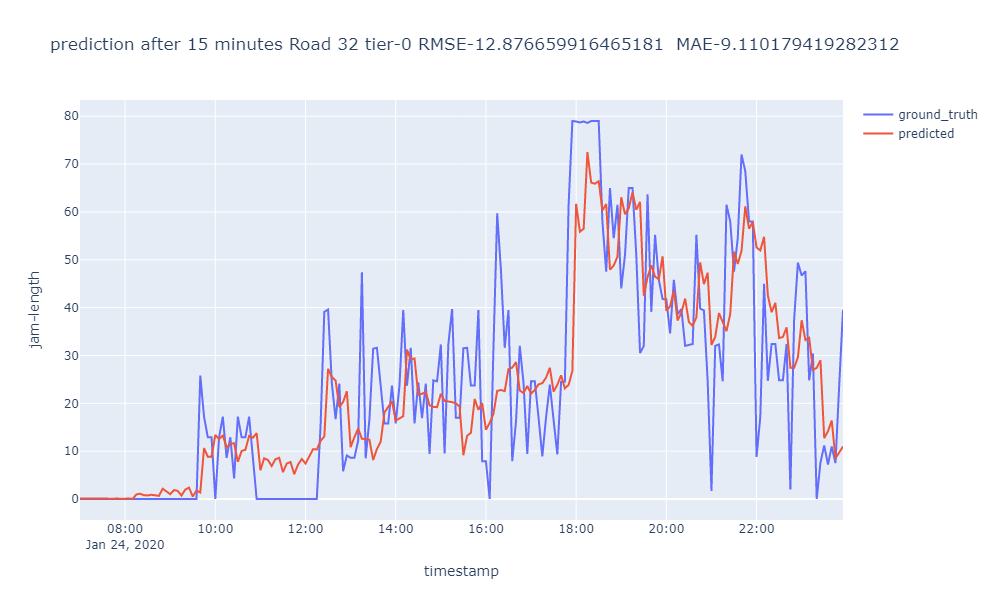 prediction after 15 minutes Road 32 tier-0 RMSE-12.876659916465181  MAE-9.110179419282312
ground_truth
predicted
jam-length
80
70
60
50
40
30
20
10
0
08:00 10:00 12:00 14:00 16:00 18:00 20:00 22:00
Jan 24, 2020
timestamp